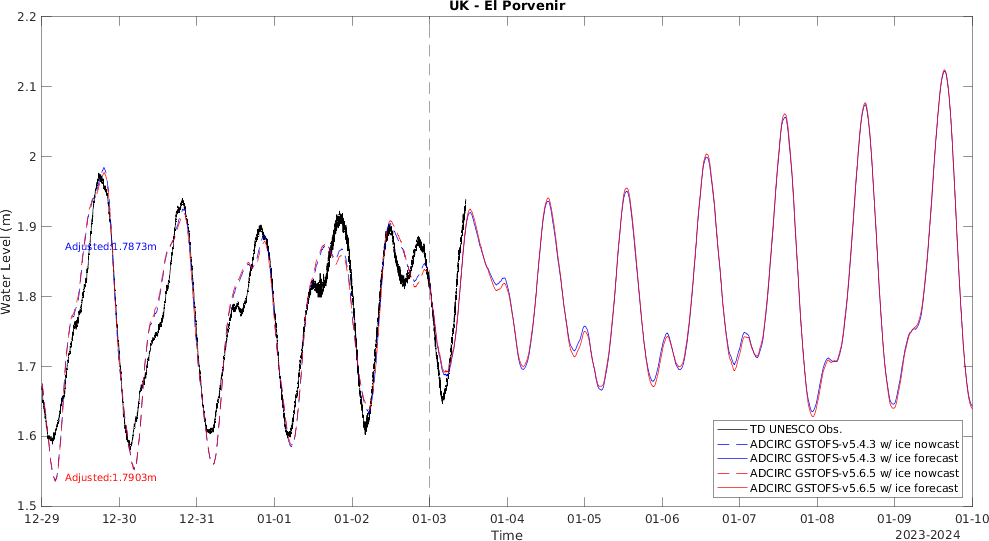 UK - El Porvenir
2.2
2.1
2
1.9
1.8
1.7
1.6
1.5
Water Level (m)
Adjusted:1.7873m
Adjusted:1.7903m
TD UNESCO Obs.
ADCIRC GSTOFS-v5.4.3 w/ ice nowcast
ADCIRC GSTOFS-v5.4.3 w/ ice forecast
ADCIRC GSTOFS-v5.6.5 w/ ice nowcast
ADCIRC GSTOFS-v5.6.5 w/ ice forecast
12-29 12-30 12-31 01-01 01-02 01-03 01-04 01-05 01-06 01-07 01-08 01-09 01-10
Time
2023-2024